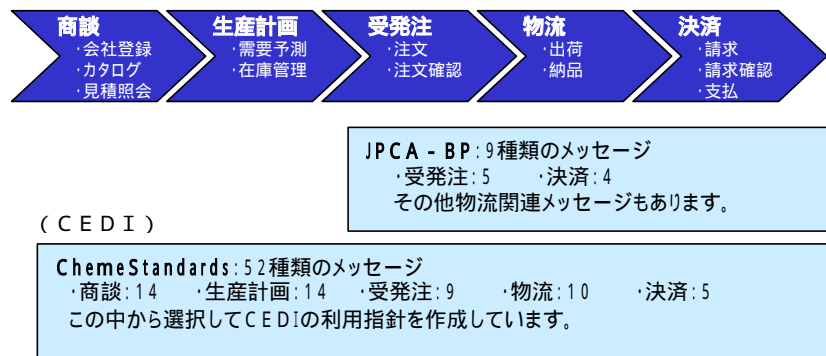 商談
・会社登録
・カタログ
・見積照会
生産計画
・需要予測
・在庫管理
受発注
・注文
・注文確認
物流
・出荷
・納品
決済
・請求
・請求確認
・支払
JPCA－BP:9種類のメッセージ
・受発注:5　・決済:4
その他物流関連メッセージもあります。
(ＣＥＤＩ)
ChemeStandards:52種類のメッセージ
・商談:14　・生産計画:14　・受発注:9　・物流:10　・決済:5
この中から選択してCEDIの利用指針を作成しています。